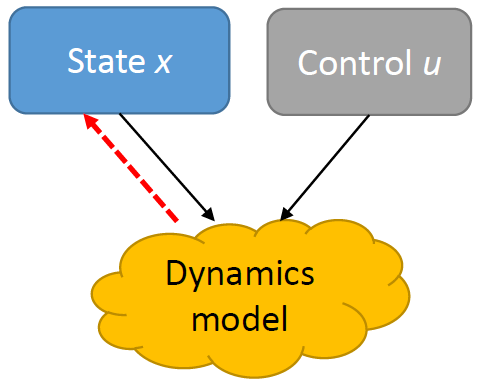 State x
Control u
Dynamics
model